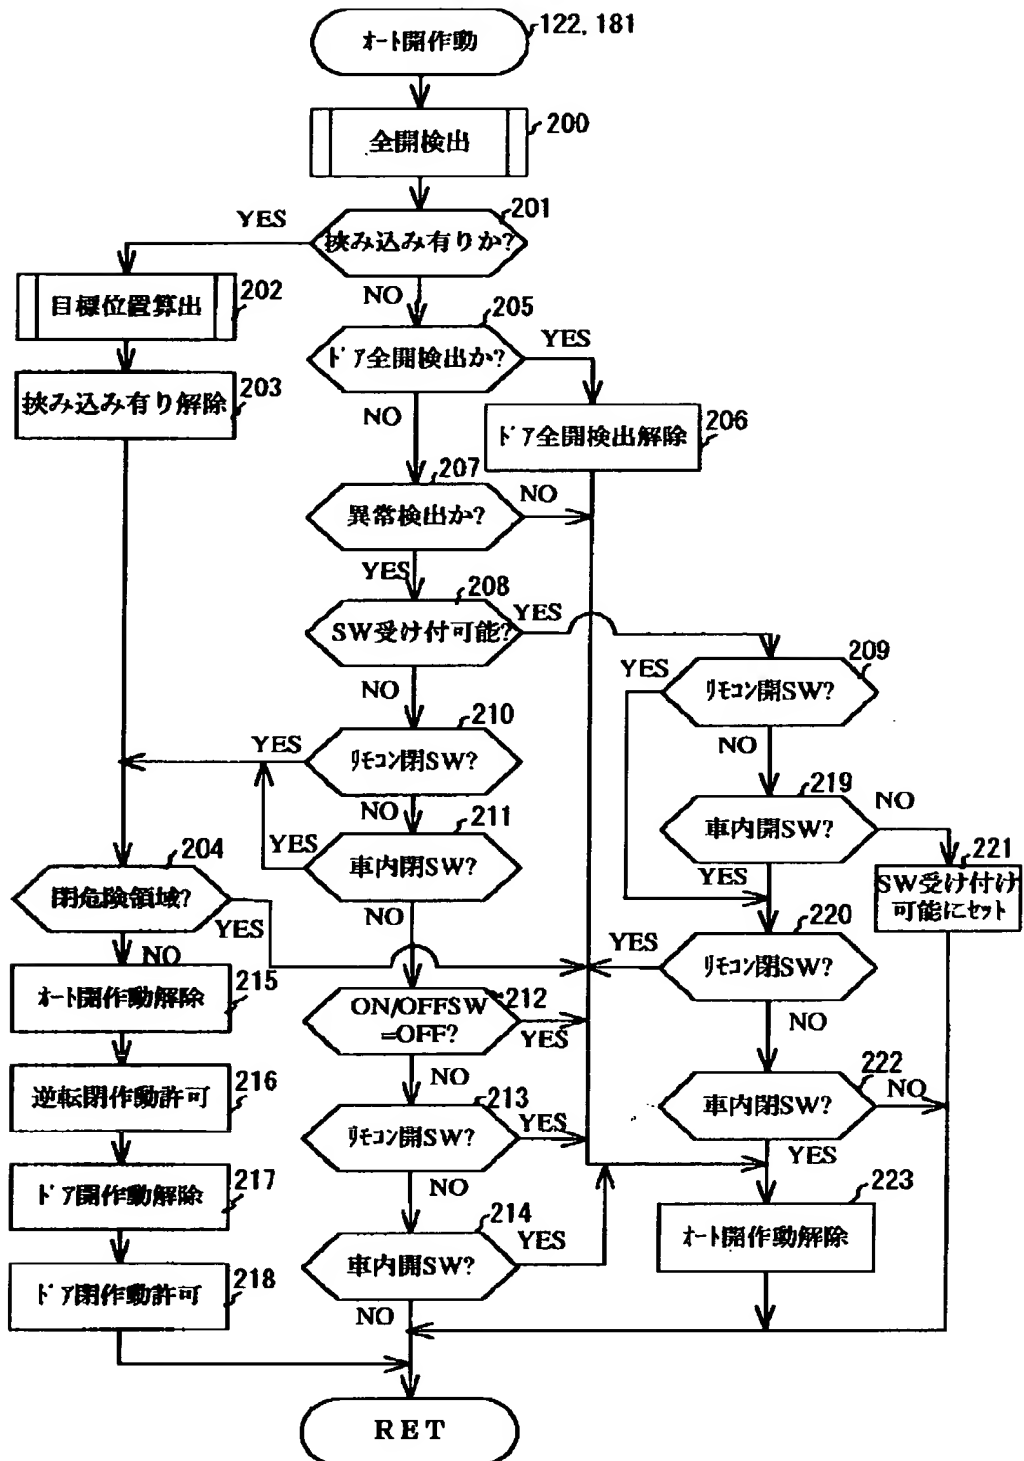 オート開作動
122, 181
全開検出
200
挟み込み有りか?
201
YES
NO
目標位置算出
202
ドア全開検出か?
205
YES
NO
挟み込み有り解除
203
ドア全開検出解除
206
異常検出か?
207
NO
YES
SW受け付可能?
208
YES
NO
リモコン開SW?
209
YES
NO
リモコン閉SW?
210
YES
NO
車内開SW?
219
NO
YES
車内閉SW?
211
YES
NO
閉危険領域?
204
YES
NO
SW受け付け
可能にセット
221
リモコン閉SW?
220
YES
NO
オート開作動解除
215
ON/OFFSW
=OFF?
212
YES
NO
逆転閉作動許可
216
リモコン開SW?
213
YES
NO
車内閉SW?
222
NO
YES
ドア開作動解除
217
車内開SW?
214
YES
NO
オート開作動解除
223
ドア閉作動許可
218
RET